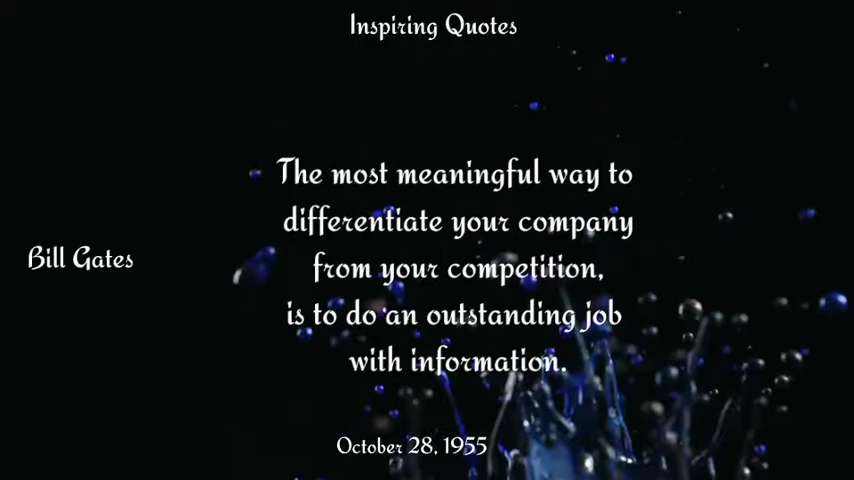 Inspiring Quotes
The most meaningful way to
differentiate your company
from your competition,
is to do an outstanding job
with information.
Bill Gates
October 28, 1955